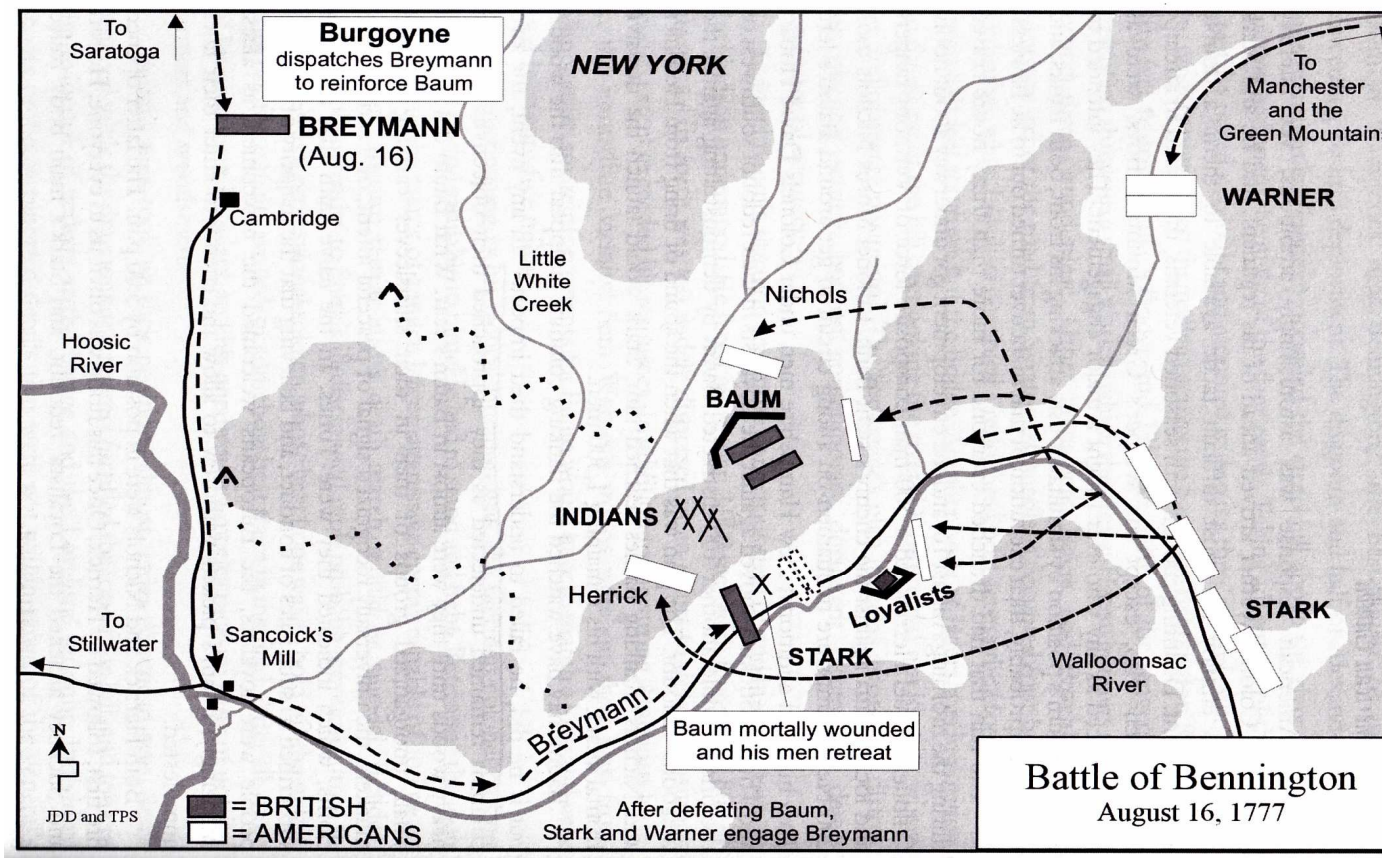 To
Saratoga
Burgoyne
dispatches Breymann
to reinforce Baum
NEW YORK
To
Manchester
and the
Green Mountains
BREYMANN
(Aug. 16)
WARNER
Cambridge
Little
White
Creek
Nichols
Hoosic
River
BAUM
INDIANS
Herrick
Loyalists
STARK
STARK
To
Stillwater
Sancoick's
Mill
Wallooomsac
River
Breymann
Baum mortally wounded
and his men retreat
N
JDD and TPS
= BRITISH
= AMERICANS
After defeating Baum,
Stark and Warner engage Breymann
Battle of Bennington
August 16, 1777